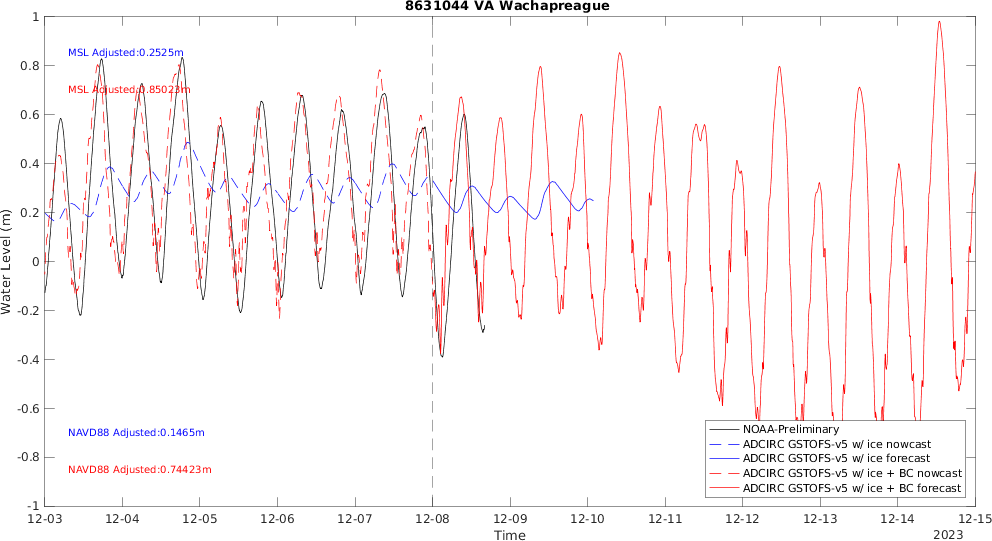 8631044 VA Wachapreague
MSL Adjusted:0.2525m
MSL Adjusted:0.85023m
NAVD88 Adjusted:0.1465m
NAVD88 Adjusted:0.74423m
Water Level (m)
1
0.8
0.6
0.4
0.2
0
-0.2
-0.4
-0.6
-0.8
-1
NOAA-Preliminary
ADCIRC GSTOFS-v5 w/ ice nowcast
ADCIRC GSTOFS-v5 w/ ice forecast
ADCIRC GSTOFS-v5 w/ ice + BC nowcast
ADCIRC GSTOFS-v5 w/ ice + BC forecast
12-03 12-04 12-05 12-06 12-07 12-08 12-09 12-10 12-11 12-12 12-13 12-14 12-15
Time
2023